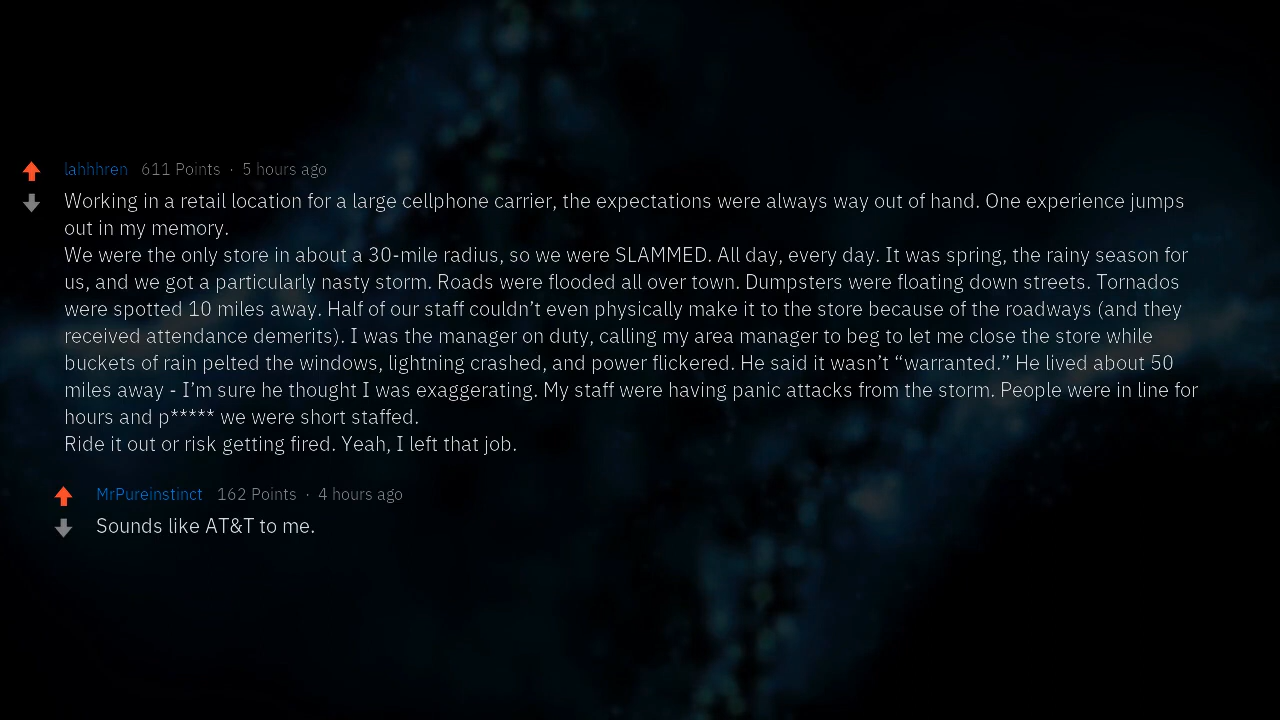 lahhhren 611 Points · 5 hours ago
Working in a retail location for a large cellphone carrier, the expectations were always way out of hand. One experience jumps
out in my memory.
We were the only store in about a 30-mile radius, so we were SLAMMED. All day, every day. It was spring, the rainy season for
us, and we got a particularly nasty storm. Roads were flooded all over town. Dumpsters were floating down streets. Tornados
were spotted 10 miles away. Half of our staff couldn’t even physically make it to the store because of the roadways (and they
received attendance demerits). I was the manager on duty, calling my area manager to beg to let me close the store while
buckets of rain pelted the windows, lightning crashed, and power flickered. He said it wasn’t “warranted.” He lived about 50
miles away - I’m sure he thought I was exaggerating. My staff were having panic attacks from the storm. People were in line for
hours and p***** we were short staffed.
Ride it out or risk getting fired. Yeah, I left that job.
MrPureinstinct 162 Points · 4 hours ago
Sounds like AT&T to me.